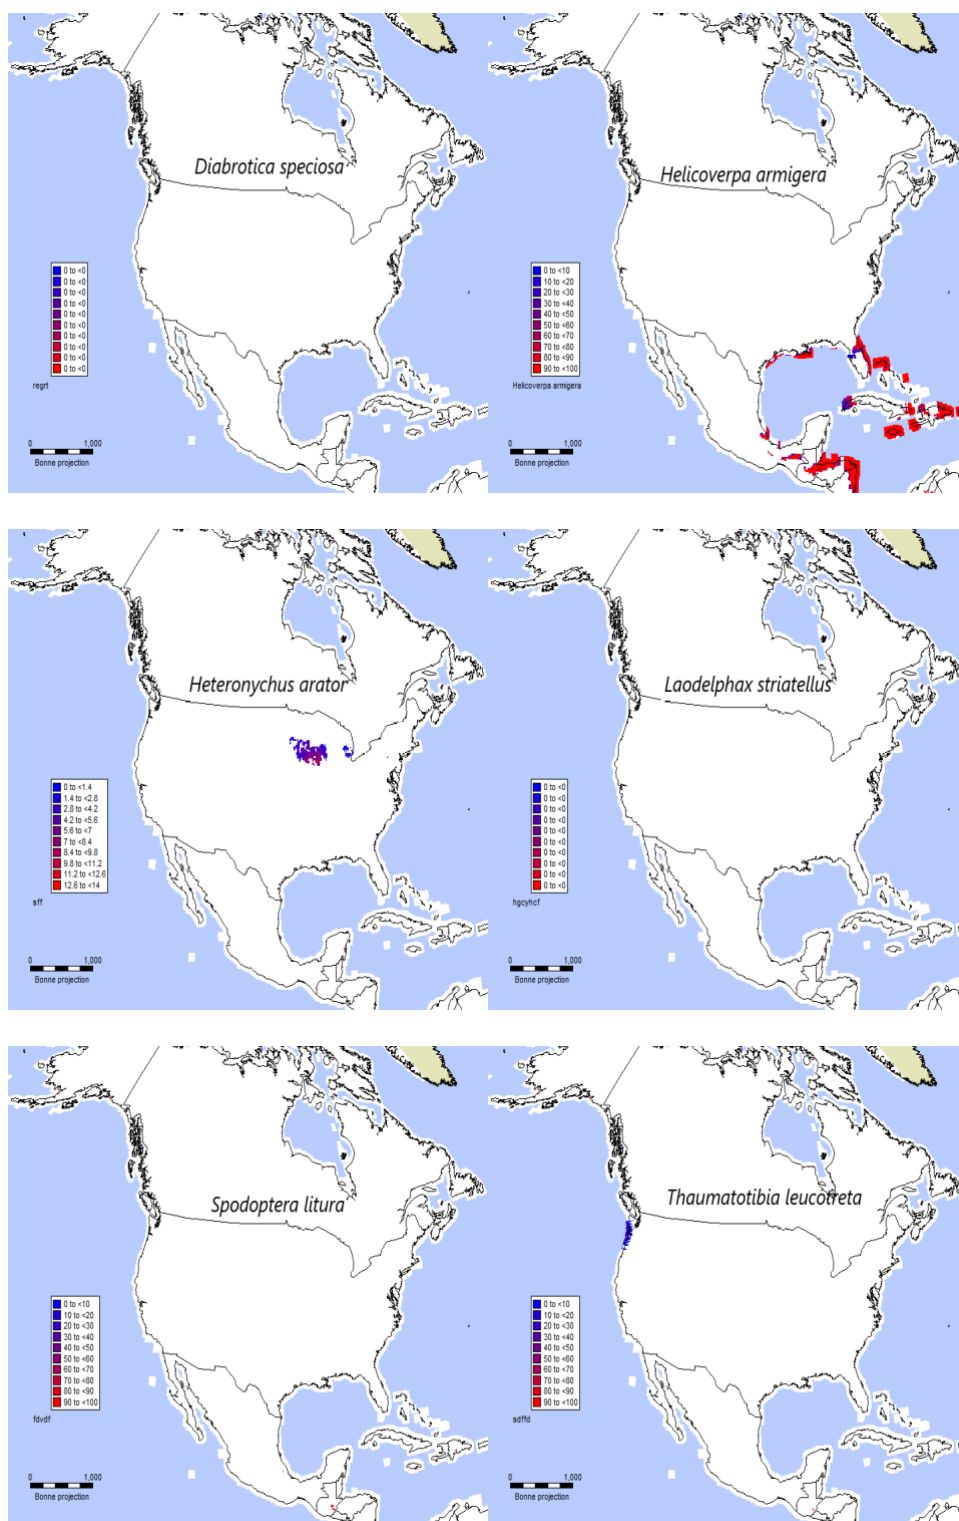 Diabrotica speciosa
0 to <0
0 to <0
0 to <0
0 to <0
0 to <0
0 to <0
0 to <0
0 to <0
0 to <0
0 to <0
regrt
0 1,000
Bonne projection
Helicoverpa armigera
0 to <10
10 to <20
20 to <30
30 to <40
40 to <50
50 to <60
60 to <70
70 to <80
80 to <90
90 to <100
Helicoverpa armigera
0 1,000
Bonne projection
Heteronychus arator
0 to <1.4
1.4 to <2.8
2.8 to <4.2
4.2 to <5.6
5.6 to <7
7 to <8.4
8.4 to <9.8
9.8 to <11.2
11.2 to <12.6
12.6 to <14
sff
0 1,000
Bonne projection
Laodelphax striatellus
0 to <0
0 to <0
0 to <0
0 to <0
0 to <0
0 to <0
0 to <0
0 to <0
0 to <0
0 to <0
hgcyhcf
0 1,000
Bonne projection
Spodoptera litura
0 to <10
10 to <20
20 to <30
30 to <40
40 to <50
50 to <60
60 to <70
70 to <80
80 to <90
90 to <100
fdvdf
0 1,000
Bonne projection
Thaumatotibia leucotreta
0 to <10
10 to <20
20 to <30
30 to <40
40 to <50
50 to <60
60 to <70
70 to <80
80 to <90
90 to <100
sdffd
0 1,000
Bonne projection